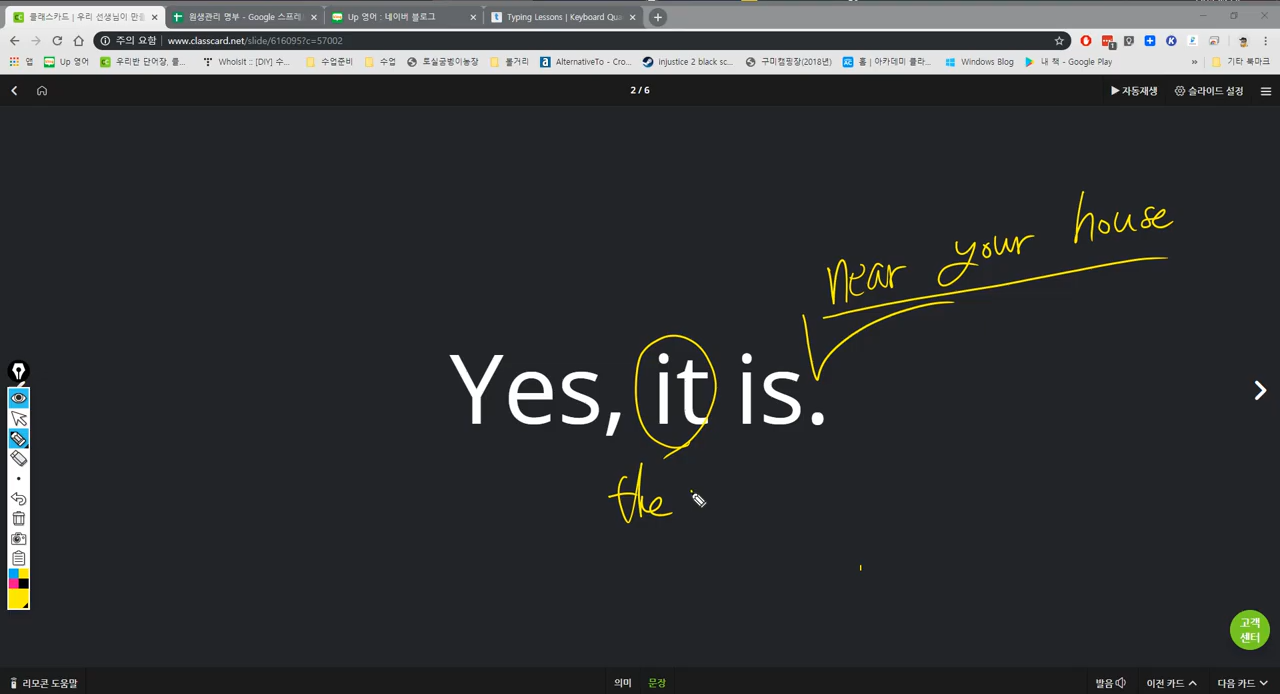 클래스카드 | 우리 선생님이 만들
원생관리 명부 - Google 스프레
Up 영어 : 네이버 블로그
Typing Lessons | Keyboard Qua
주의 요함
www.classcard.net/slide/616095?c=57002
앱
Up 영어
우리반 단어장, 클...
WhoIsIt :: [DIY] 수...
수업준비
수업
토실굼벵이농장
볼거리
AlternativeTo - Cro...
injustice 2 black sc...
구미캠핑장(2018년)
홈 | 아카데미 클라...
Windows Blog
내 책 - Google Play
»
기타 북마크
2 / 6
자동재생
슬라이드 설정
near your house
Yes, it is.
the
고객
센터
리모콘 도움말
의미
문장
발음
이전 카드
다음 카드